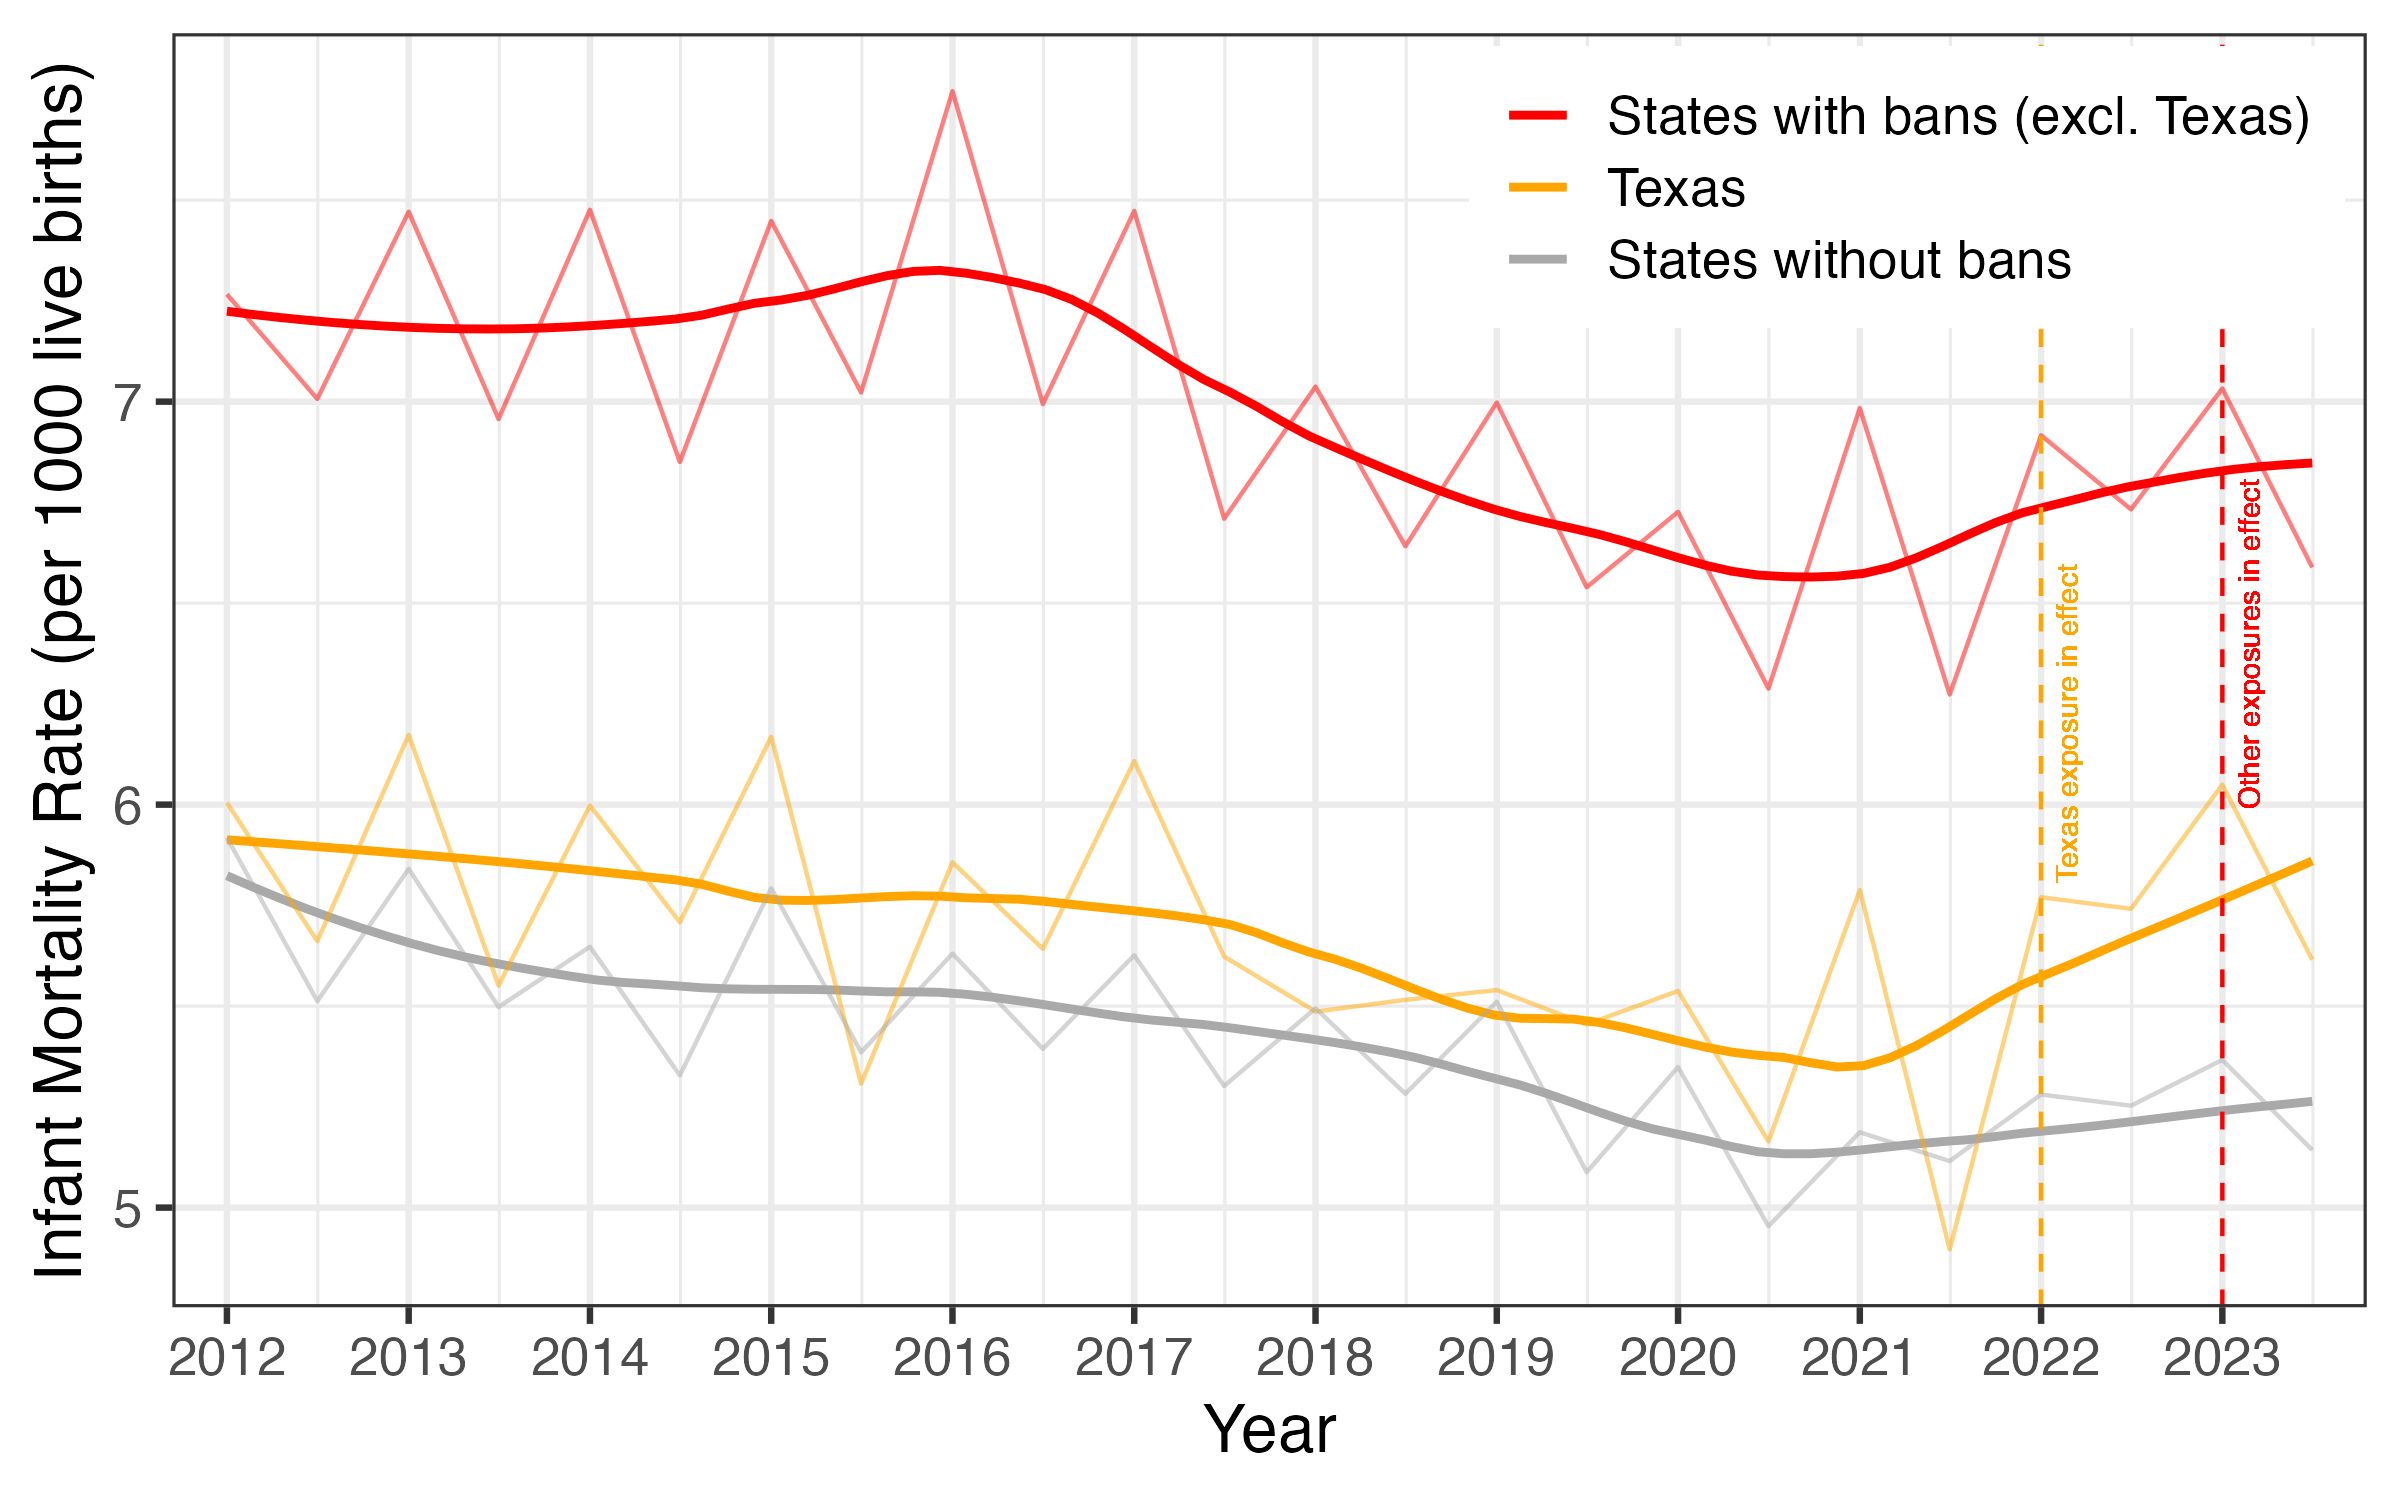 Infant Mortality Rate (per 1000 live births)
States with bans (excl. Texas)
Texas
States without bans
7
6
5
Texas exposure in effect
Other exposures in effect
2012 2013 2014 2015 2016 2017 2018 2019 2020 2021 2022 2023
Year